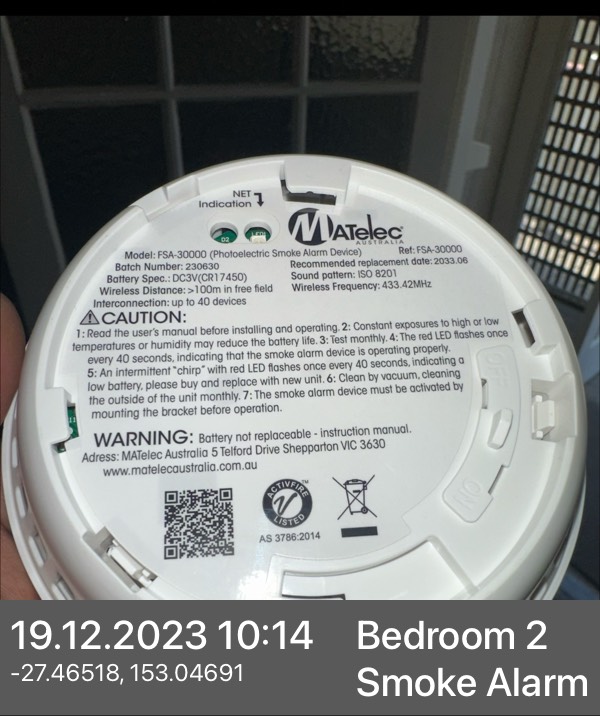 NET
Indication
D2
LED1
MATelec
AUSTRALIA
Model: FSA-30000 (Photoelectric Smoke Alarm Device)
Ref: FSA-30000
Batch Number: 230630
Recommended replacement date: 2033.06
Battery Spec.: DC3V(CR17450)
Sound pattern: ISO 8201
Wireless Distance: >100m in free field
Wireless Frequency: 433.42MHz
Interconnection: up to 40 devices
CAUTION:
1: Read the user's manual before installing and operating. 2: Constant exposures to high or low
temperatures or humidity may reduce the battery life. 3: Test monthly. 4: The red LED flashes once
every 40 seconds, indicating that the smoke alarm device is operating properly.
5: An intermittent "chirp" with red LED flashes once every 40 seconds, indicating a
low battery, please buy and replace with new unit. 6: Clean by vacuum, cleaning
the outside of the unit monthly. 7: The smoke alarm device must be activated by
mounting the bracket before operation.
WARNING: Battery not replaceable - instruction manual.
Adress: MATelec Australia 5 Telford Drive Shepparton VIC 3630
www.matelecaustralia.com.au
ACTIVFIRE
LISTED
TM
AS 3786:2014
OFF
ON
19.12.2023 10:14
-27.46518, 153.04691
Bedroom 2
Smoke Alarm